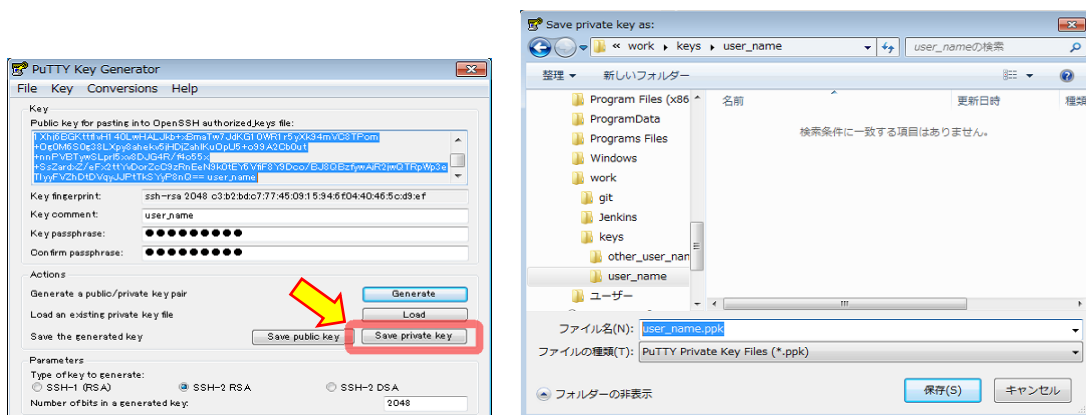 PuTTY Key Generator
File Key Conversions Help
Key
Public key for pasting into OpenSSH authorized_keys file:
+nnPVBTywSLprl5xx8DJG4R/f4o55x
== user_name
Key fingerprint:
ssh-rsa 2048 c3:b2:bd:c7:77:45:09:15:94:6f:04:40:46:5c:d9:ef
Key comment:
user_name
Key passphrase:
●●●●●●●●●
Confirm passphrase:
●●●●●●●●●
Actions
Generate a public/private key pair
Generate
Load an existing private key file
Load
Save the generated key
Save public key
Save private key
Parameters
Type of key to generate:
SSH-1 (RSA) SSH-2 RSA SSH-2 DSA
Number of bits in a generated key:
2048
Save private key as:
« work ▸ keys ▸ user_name
user_nameの検索
整理 ▼ 新しいフォルダー
Program Files (x86
ProgramData
Programs Files
Windows
work
git
Jenkins
keys
other_user_nan
user_name
ユーザー
名前 更新日時 種類
検索条件に一致する項目はありません。
ファイル名(N): user_name.ppk
ファイルの種類(T): PuTTY Private Key Files (*.ppk)
フォルダーの非表示
保存(S)
キャンセル